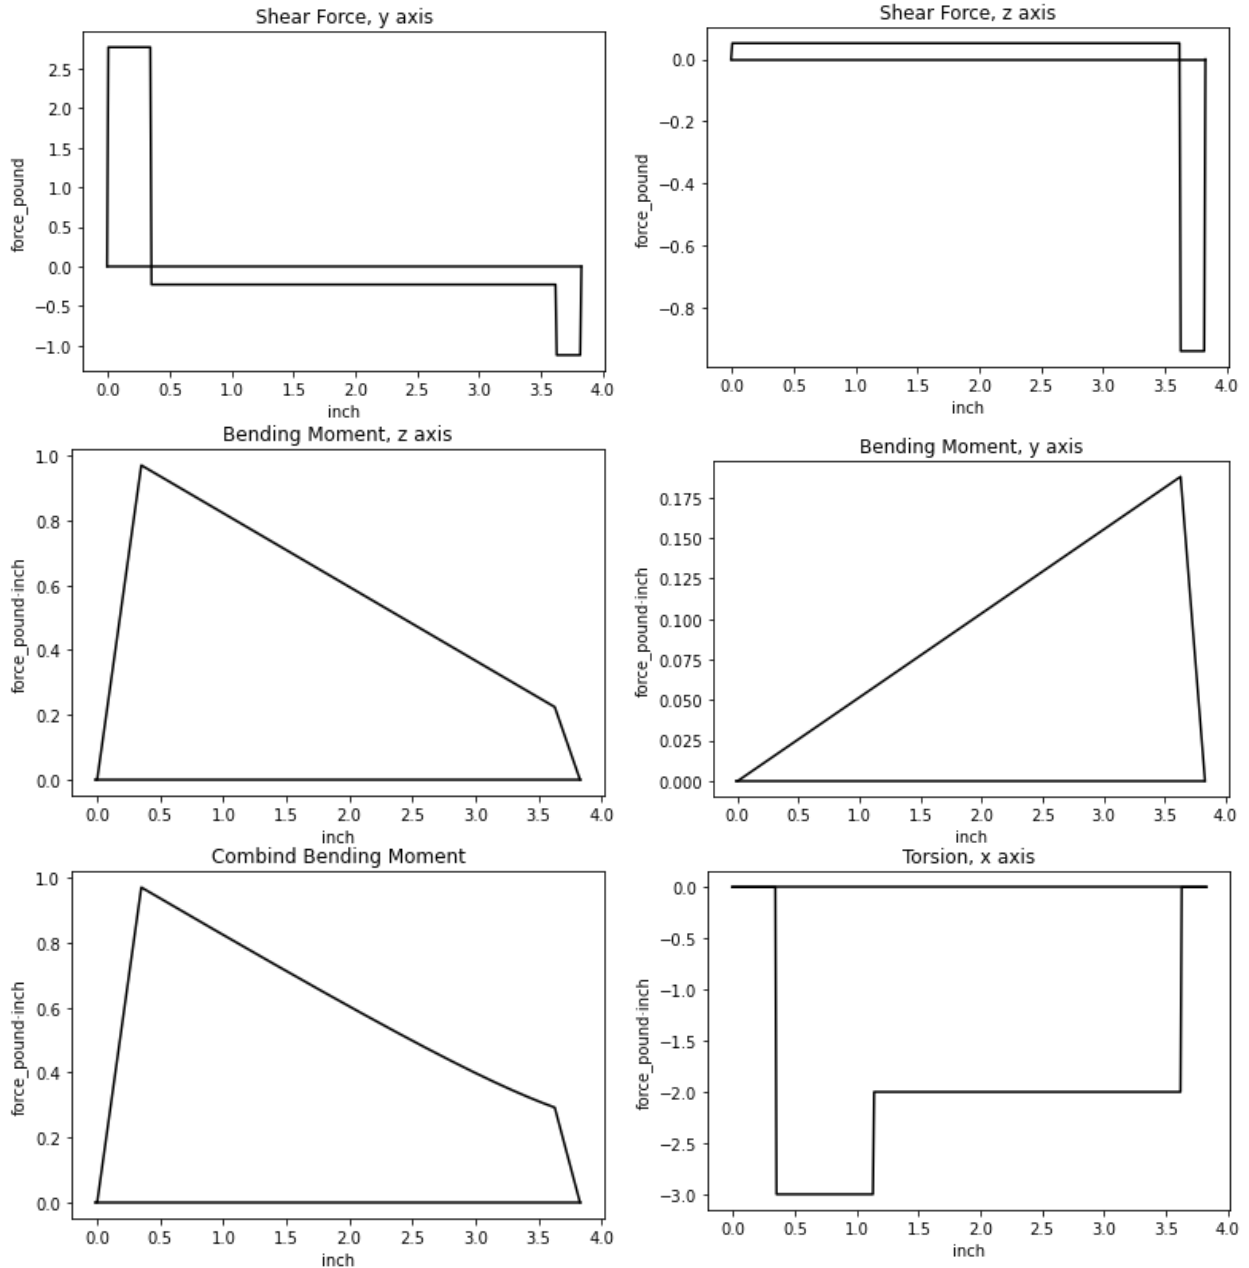 Shear Force, y axis
force_pound
2.5
2.0
1.5
1.0
0.5
0.0
−0.5
−1.0
0.0 0.5 1.0 1.5 2.0 2.5 3.0 3.5 4.0
inch
Shear Force, z axis
force_pound
0.0
−0.2
−0.4
−0.6
−0.8
0.0 0.5 1.0 1.5 2.0 2.5 3.0 3.5 4.0
inch
Bending Moment, z axis
force_pound·inch
1.0
0.8
0.6
0.4
0.2
0.0
0.0 0.5 1.0 1.5 2.0 2.5 3.0 3.5 4.0
inch
Bending Moment, y axis
force_pound·inch
0.175
0.150
0.125
0.100
0.075
0.050
0.025
0.000
0.0 0.5 1.0 1.5 2.0 2.5 3.0 3.5 4.0
inch
Combind Bending Moment
force_pound·inch
1.0
0.8
0.6
0.4
0.2
0.0
0.0 0.5 1.0 1.5 2.0 2.5 3.0 3.5 4.0
inch
Torsion, x axis
force_pound·inch
0.0
−0.5
−1.0
−1.5
−2.0
−2.5
−3.0
0.0 0.5 1.0 1.5 2.0 2.5 3.0 3.5 4.0
inch